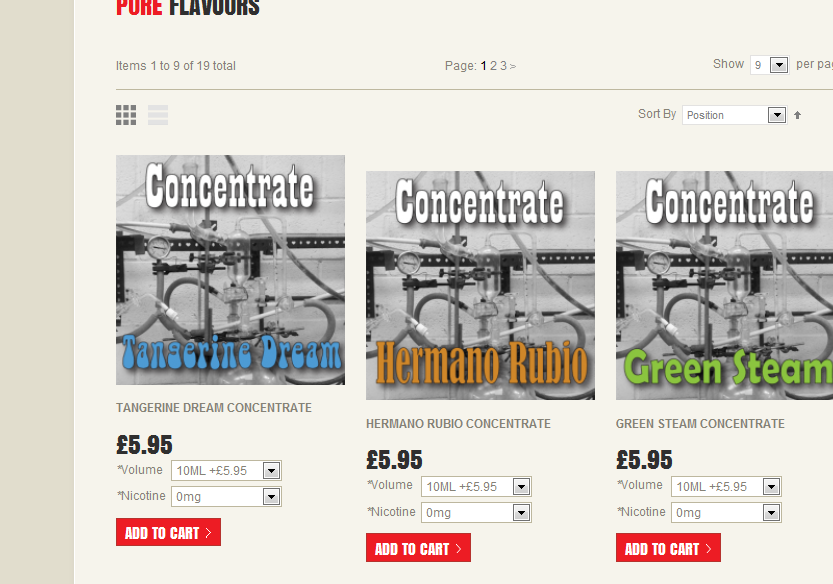 PURE FLAVOURS
Items 1 to 9 of 19 total
Page: 1 2 3 >
Show 9 per pag
Sort By Position
Concentrate
Tangerine Dream
TANGERINE DREAM CONCENTRATE
£5.95
*Volume 10ML +£5.95
*Nicotine 0mg
ADD TO CART >
Concentrate
Hermano Rubio
HERMANO RUBIO CONCENTRATE
£5.95
*Volume 10ML +£5.95
*Nicotine 0mg
ADD TO CART >
Concentrate
Green Steam
GREEN STEAM CONCENTRATE
£5.95
*Volume 10ML +£5.95
*Nicotine 0mg
ADD TO CART >